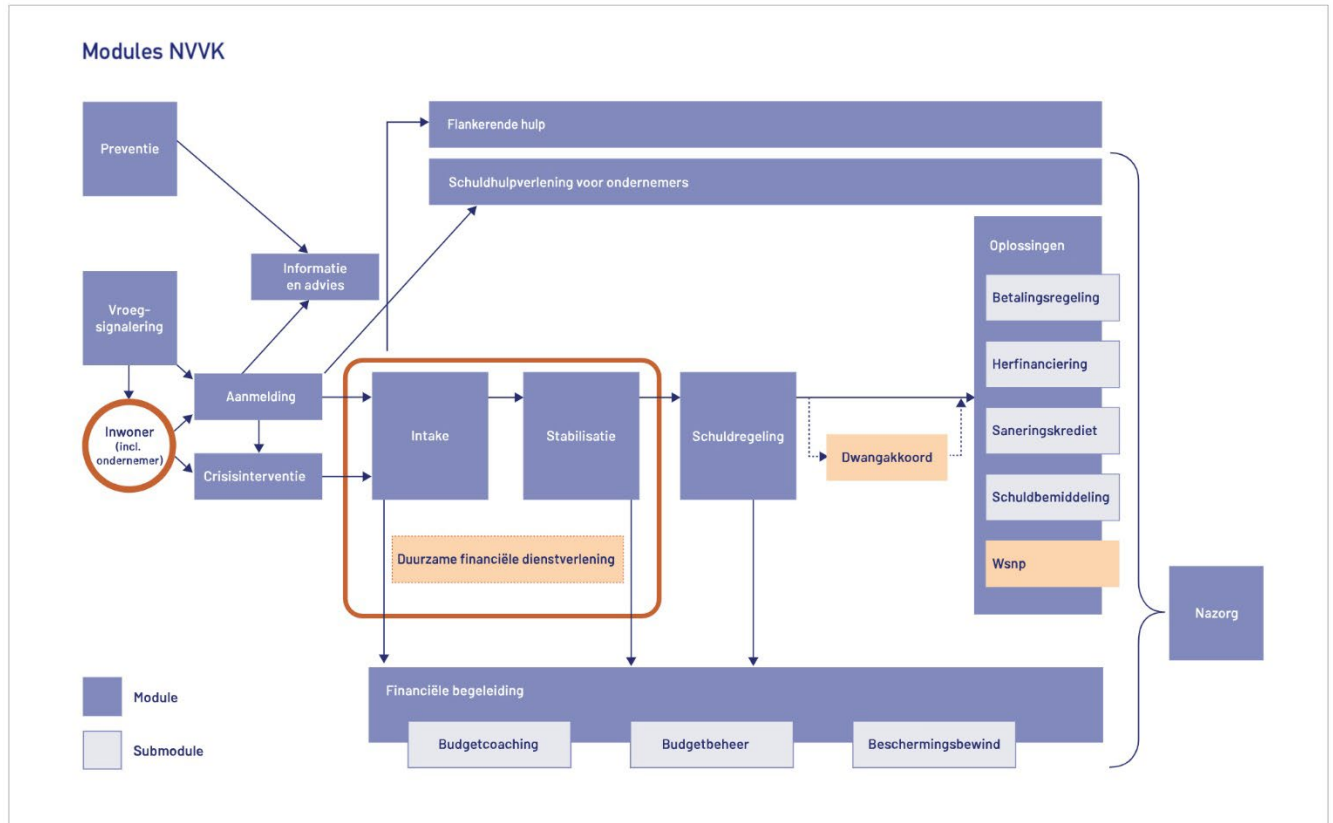 Modules NVVK
Preventie
Flankerende hulp
Schuldhulpverlening voor ondernemers
Informatie
en advies
Vroeg-
signalering
Aanmelding
Inwoner
(incl.
ondernemer)
Crisisinterventie
Intake
Stabilisatie
Duurzame financiële dienstverlening
Schuldregeling
Dwangakkoord
Oplossingen
Betalingsregeling
Herfinanciering
Saneringskrediet
Schuldbemiddeling
Wsnp
Nazorg
Financiële begeleiding
Budgetcoaching
Budgetbeheer
Beschermingsbewind
Module
Submodule